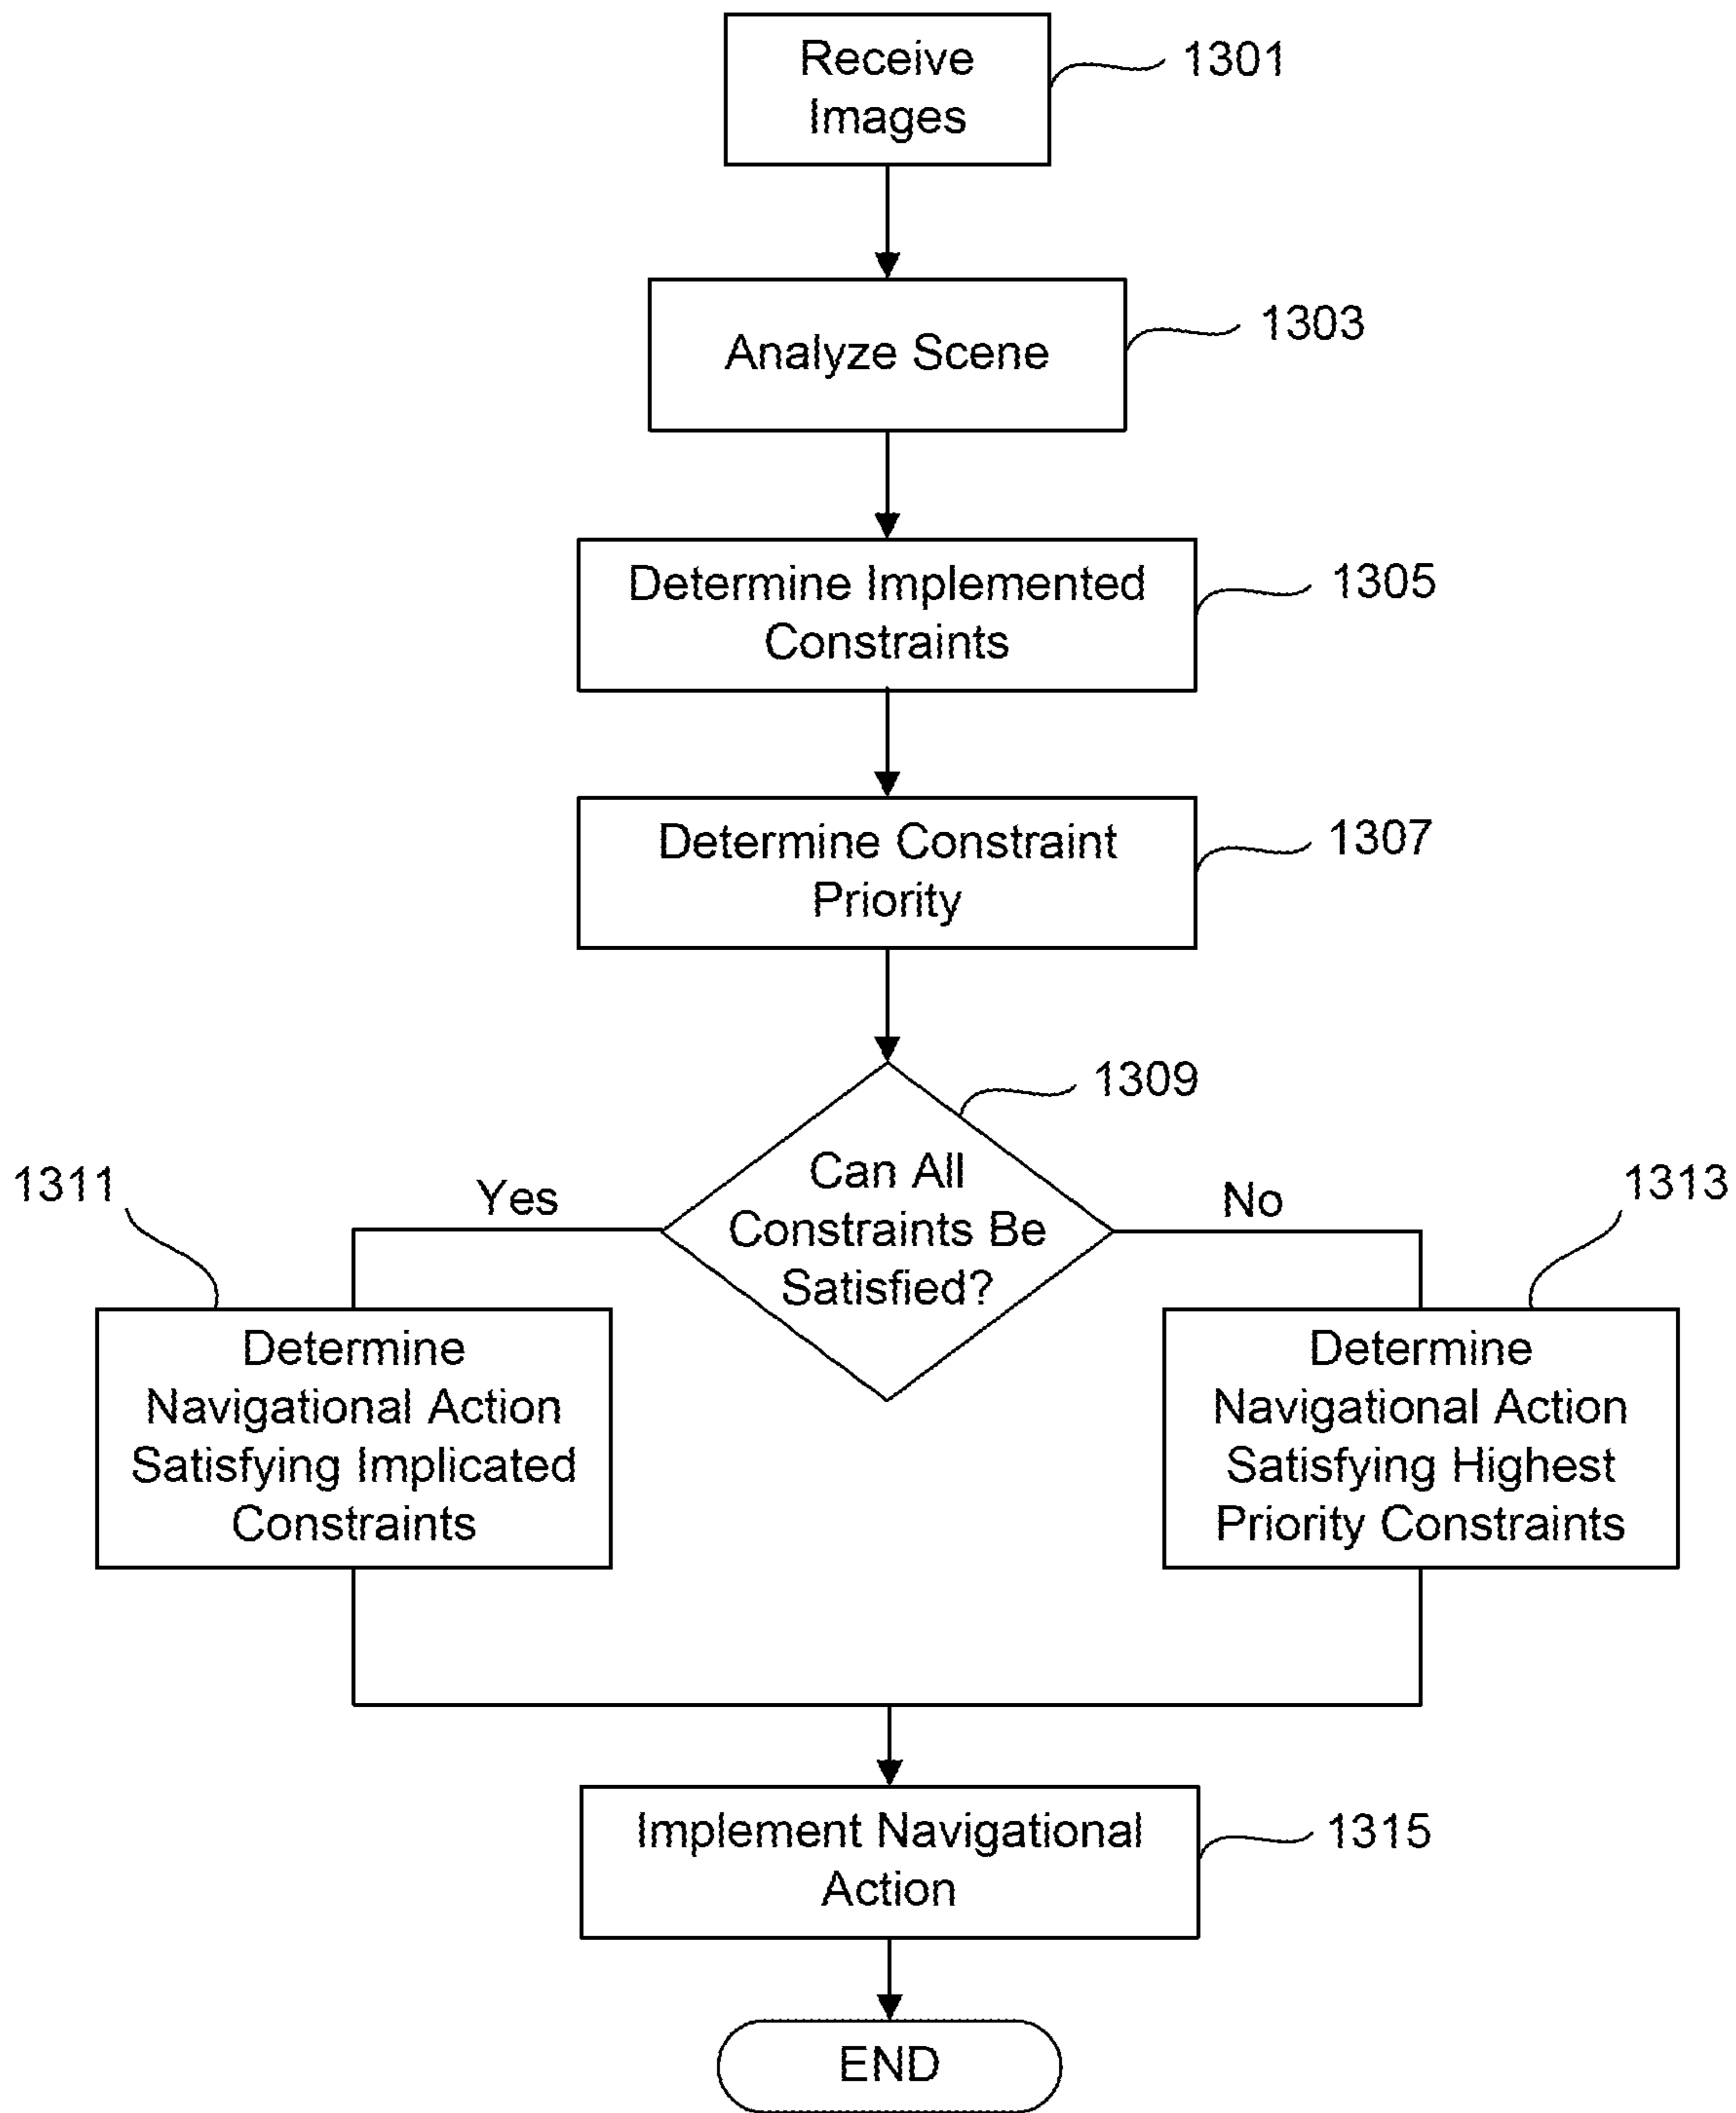 Receive
Images
1301
Analyze Scene
1303
Determine Implemented
Constraints
1305
Determine Constraint
Priority
1307
1309
Can All
Constraints Be
Satisfied?
Yes
No
1311
1313
Determine
Navigational Action
Satisfying Implicated
Constraints
Determine
Navigational Action
Satisfying Highest
Priority Constraints
Implement Navigational
Action
1315
END